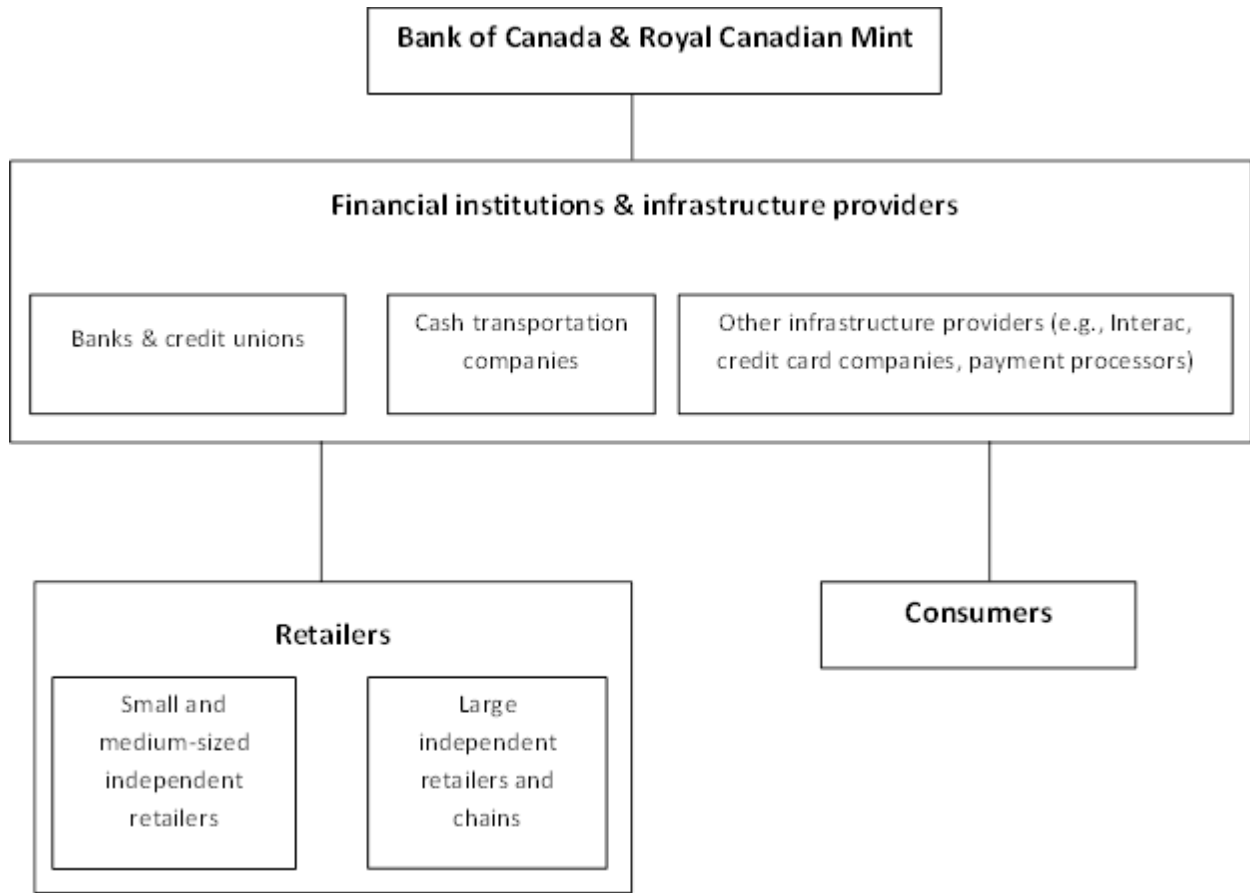 Bank of Canada & Royal Canadian Mint
Financial institutions & infrastructure providers
Banks & credit unions
Cash transportation
companies
Other infrastructure providers (e.g., Interac,
credit card companies, payment processors)
Retailers
Small and
medium-sized
independent
retailers
Large
independent
retailers and
chains
Consumers